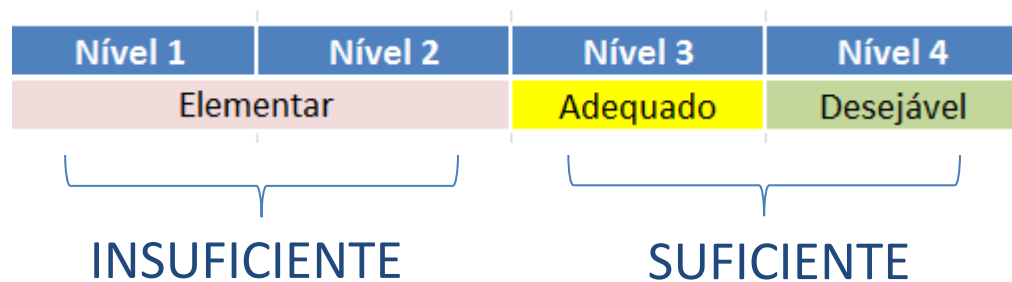 Nível 1 Nível 2 Nível 3 Nível 4
Elementar Adequado Desejável
INSUFICIENTE SUFICIENTE